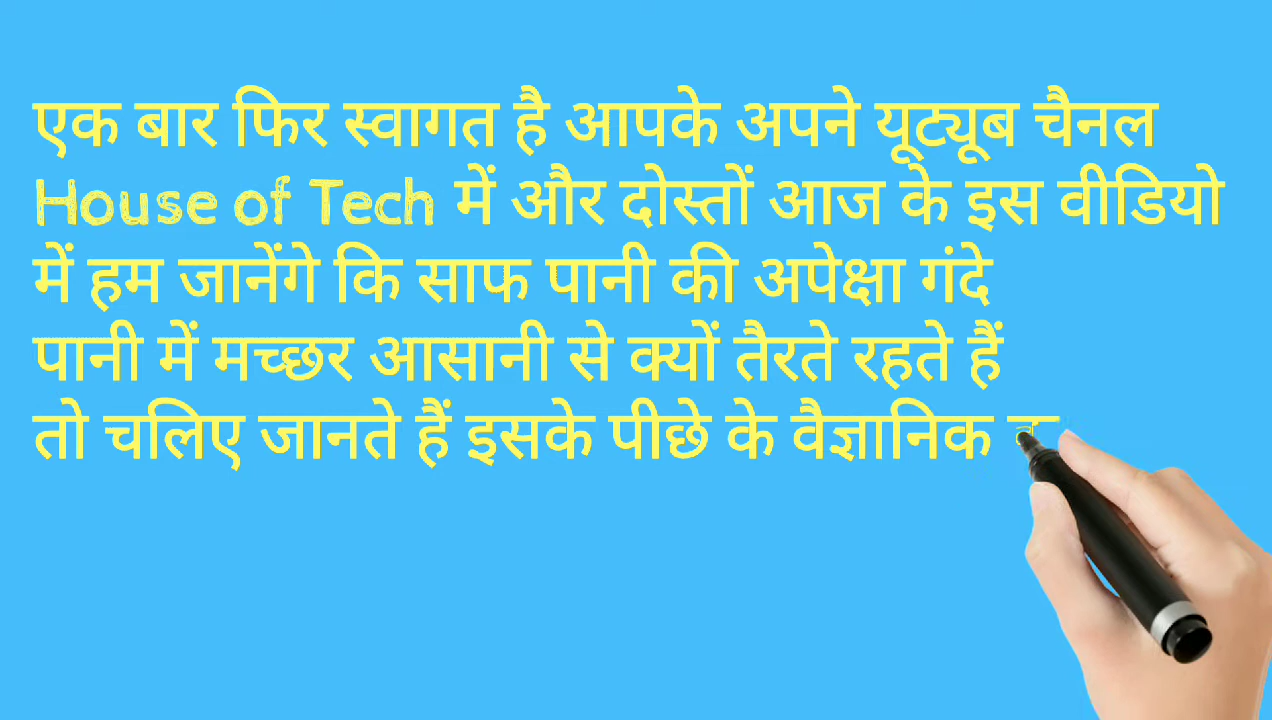 एक बार फिर स्वागत है आपके अपने यूट्यूब चैनल
House of Tech में और दोस्तों आज के इस वीडियो
में हम जानेंगे कि साफ पानी की अपेक्षा गंदे
पानी में मच्छर आसानी से क्यों तैरते रहते हैं
तो चलिए जानते हैं इसके पीछे के वैज्ञानिक